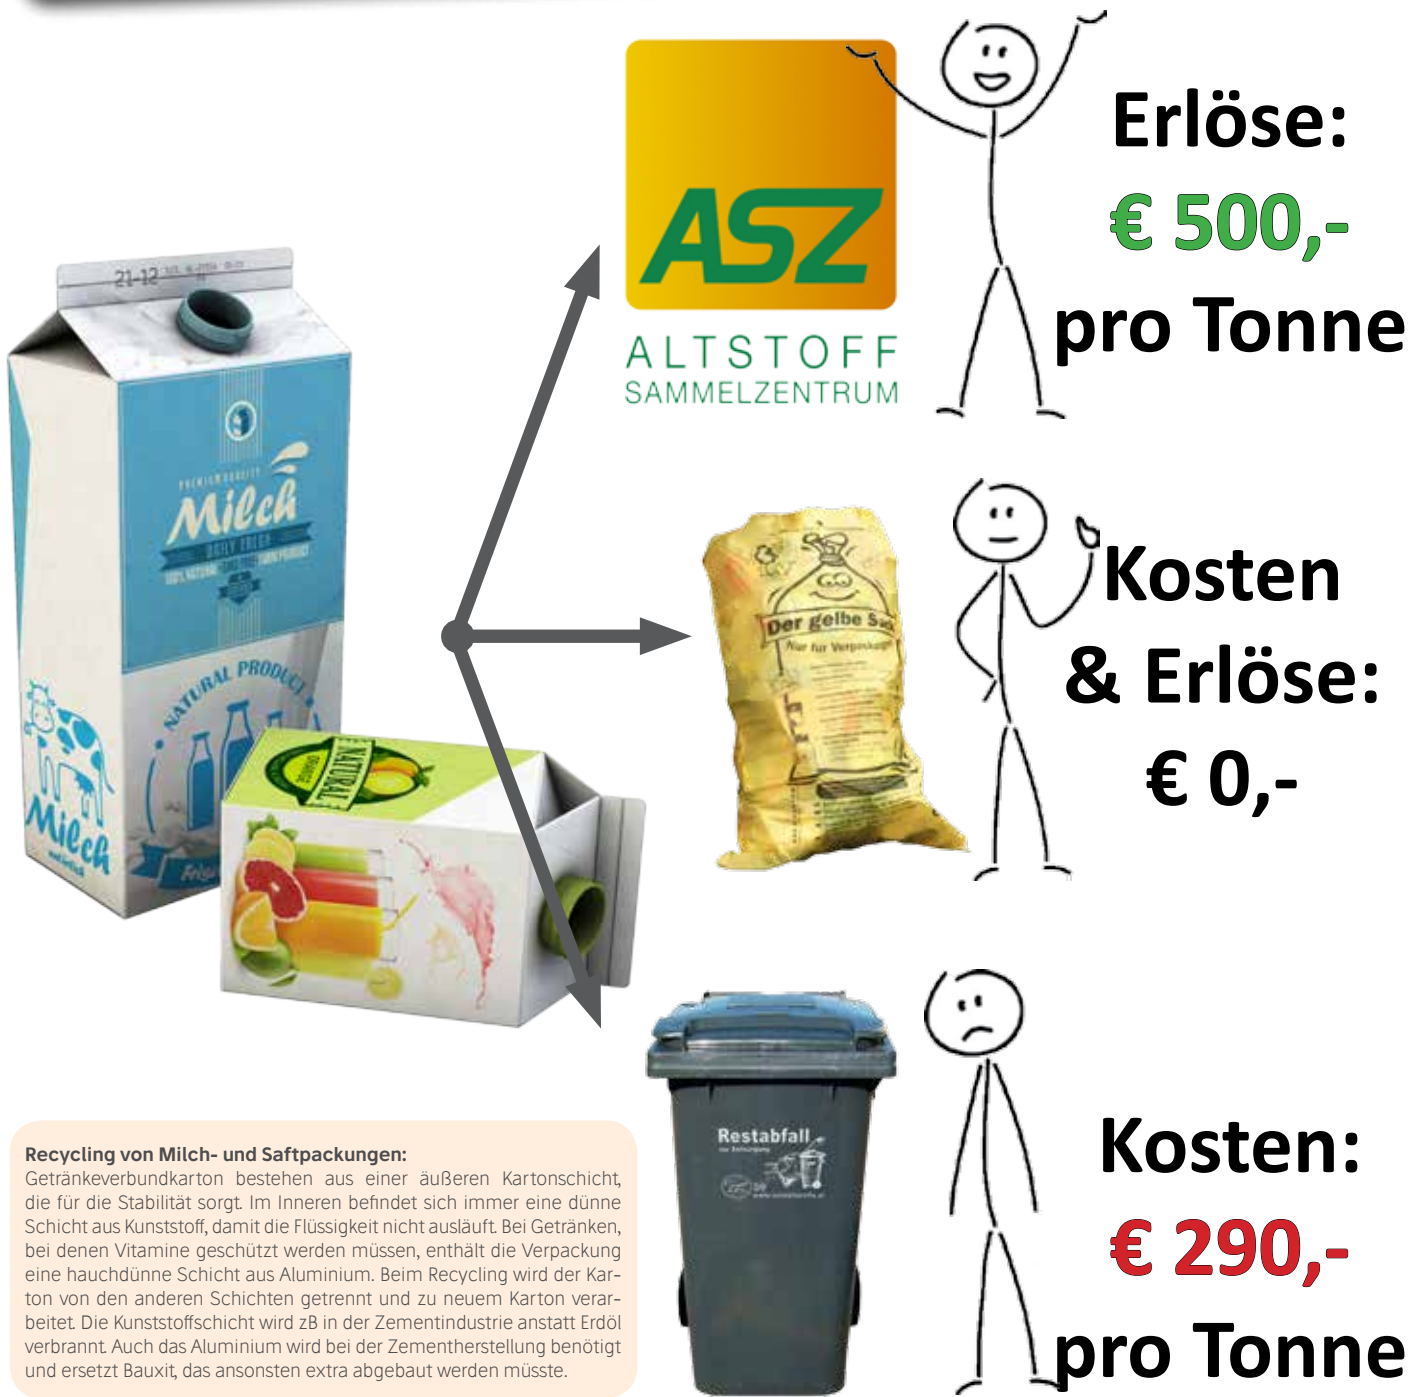 ASZ
ALTSTOFF
SAMMELZENTRUM
Erlöse:
€ 500,-
pro Tonne
21-12
Milch
DAILY FRESH
100% NATURAL
FARM PRODUCT
NATURAL PRODUCT
Milch
NATURAL
Der gelbe Sack
Nur für Verpackungen
Kosten
& Erlöse:
€ 0,-
Restabfall
Kosten:
€ 290,-
pro Tonne
Recycling von Milch- und Saftpackungen:
Getränkeverbundkarton bestehen aus einer äußeren Kartonschicht,
die für die Stabilität sorgt. Im Inneren befindet sich immer eine dünne
Schicht aus Kunststoff, damit die Flüssigkeit nicht ausläuft. Bei Getränken,
bei denen Vitamine geschützt werden müssen, enthält die Verpackung
eine hauchdünne Schicht aus Aluminium. Beim Recycling wird der Kar-
ton von den anderen Schichten getrennt und zu neuem Karton verar-
beitet. Die Kunststoffschicht wird zB in der Zementindustrie anstatt Erdöl
verbrannt. Auch das Aluminium wird bei der Zementherstellung benötigt
und ersetzt Bauxit, das ansonsten extra abgebaut werden müsste.